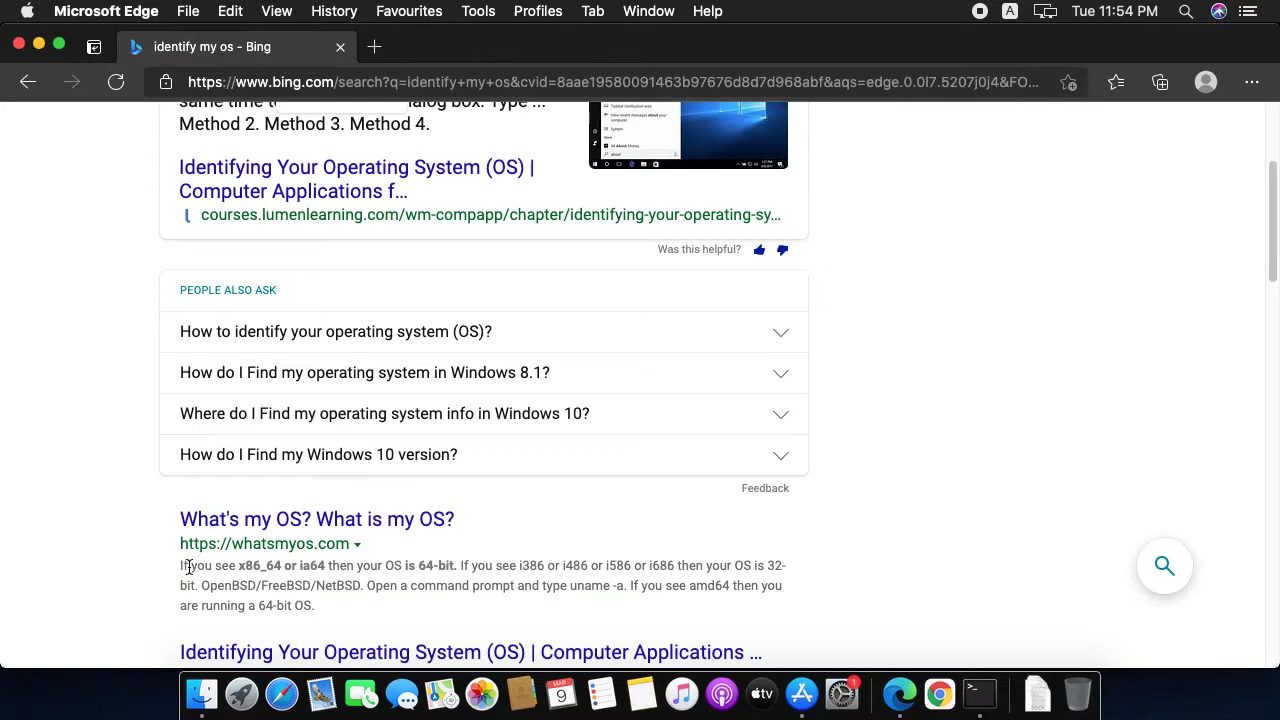 Microsoft Edge File Edit View History Favourites Tools Profiles Tab Window Help A Tue 11:54 PM
identify my os - Bing
https://www.bing.com/search?q=identify+my+os&cvid=8aae19580091463b97676d8d7d968abf&aqs=edge.0.0l7.5207j0j4&FO...
same time t alog box. Type ...
Method 2. Method 3. Method 4.
Identifying Your Operating System (OS) |
Computer Applications f...
courses.lumenlearning.com/wm-compapp/chapter/identifying-your-operating-sy...
Was this helpful?
PEOPLE ALSO ASK
How to identify your operating system (OS)?
How do I Find my operating system in Windows 8.1?
Where do I Find my operating system info in Windows 10?
How do I Find my Windows 10 version?
Feedback
What's my OS? What is my OS?
https://whatsmyos.com
If you see x86_64 or ia64 then your OS is 64-bit. If you see i386 or i486 or i586 or i686 then your OS is 32-
bit. OpenBSD/FreeBSD/NetBSD. Open a command prompt and type uname -a. If you see amd64 then you
are running a 64-bit OS.
Identifying Your Operating System (OS) | Computer Applications ...
MAR
9
tv
1